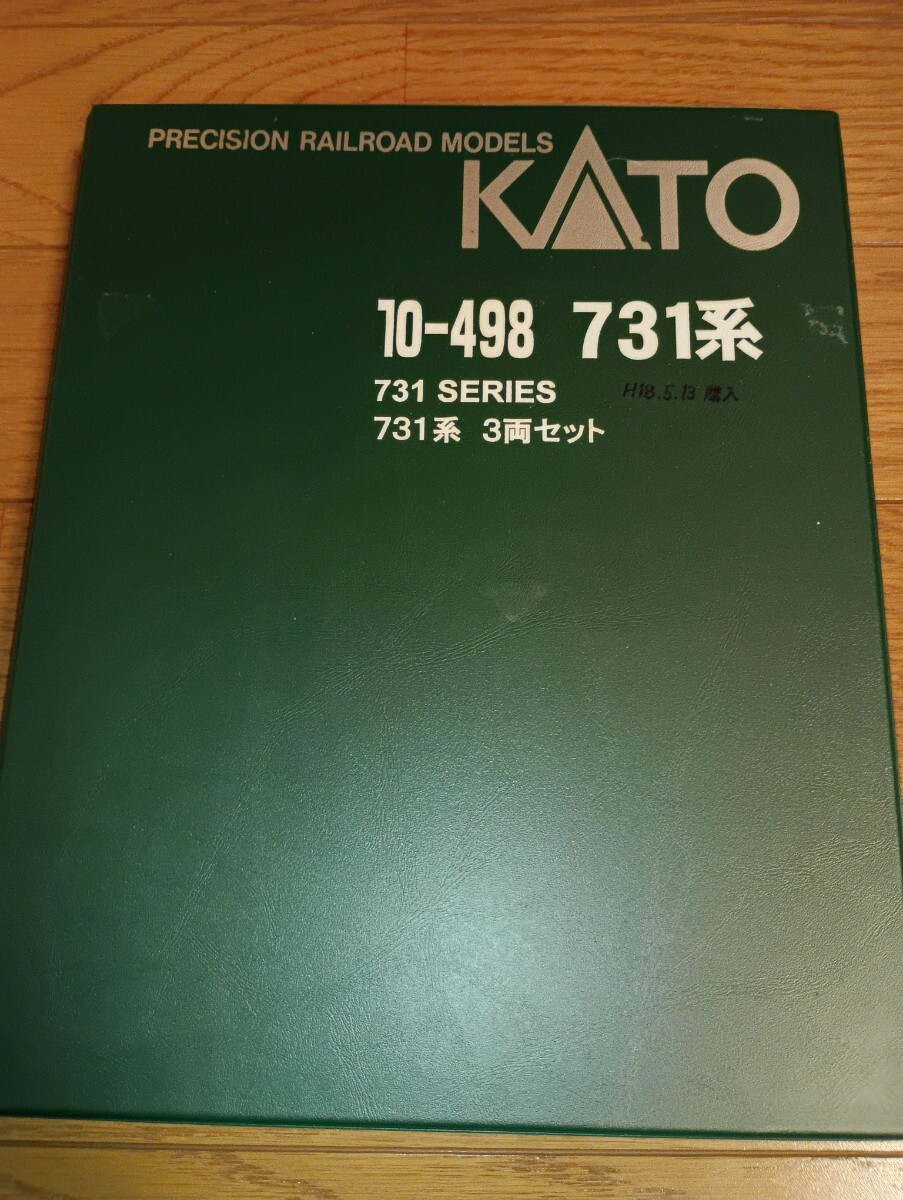 PRECISION RAILROAD MODELS
KATO
10-498 731系
731 SERIES
H18.5.13 購入
731系 3両セット